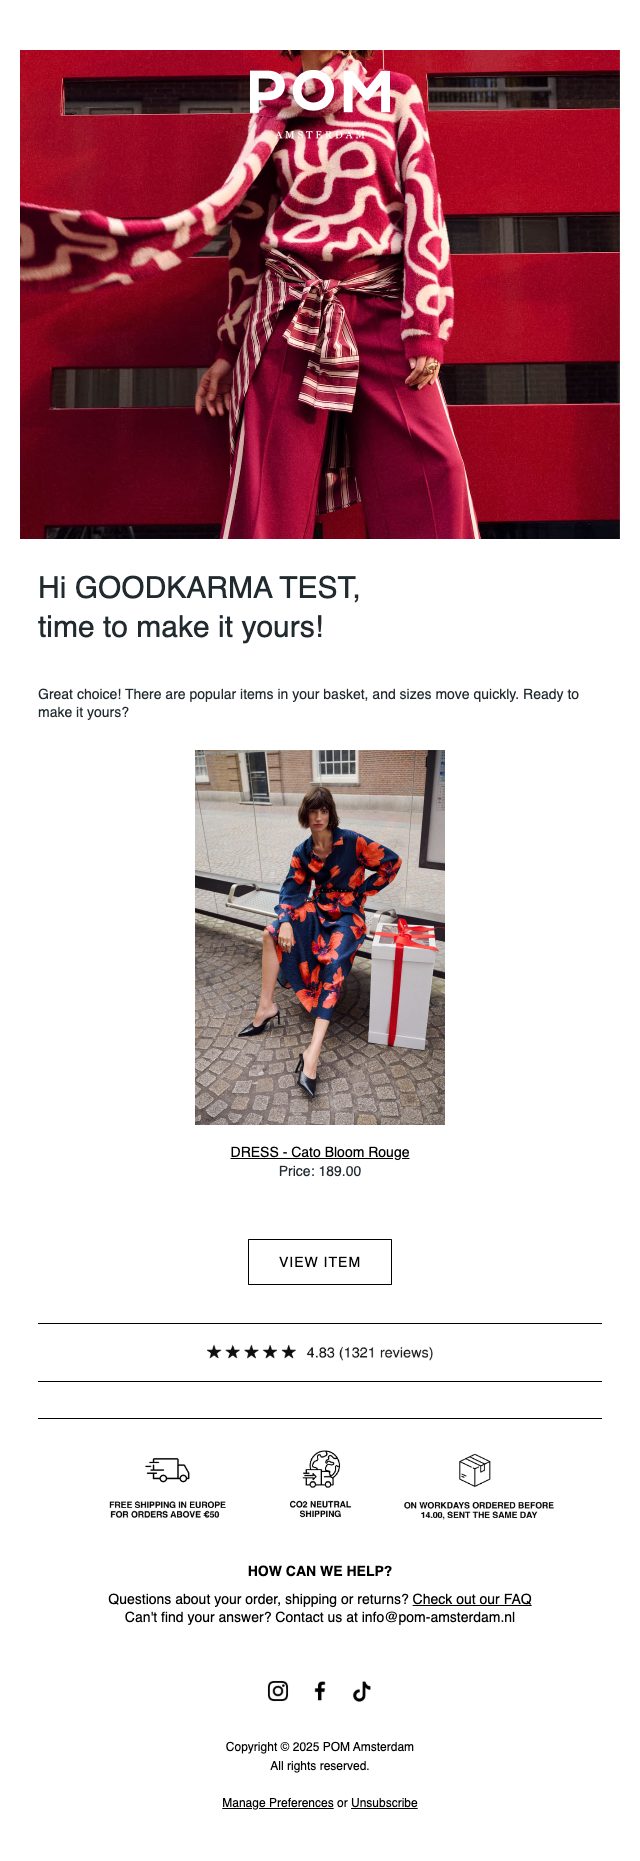 POM
AMSTERDAM
Hi GOODKARMA TEST,
time to make it yours!
Great choice! There are popular items in your basket, and sizes move quickly. Ready to
make it yours?
DRESS - Cato Bloom Rouge
Price: 189.00
VIEW ITEM
★★★★★ 4.83 (1321 reviews)
FREE SHIPPING IN EUROPE
FOR ORDERS ABOVE €50
CO2 NEUTRAL
SHIPPING
ON WORKDAYS ORDERED BEFORE
14.00, SENT THE SAME DAY
HOW CAN WE HELP?
Questions about your order, shipping or returns? Check out our FAQ
Can't find your answer? Contact us at info@pom-amsterdam.nl
Copyright © 2025 POM Amsterdam
All rights reserved.
Manage Preferences or Unsubscribe